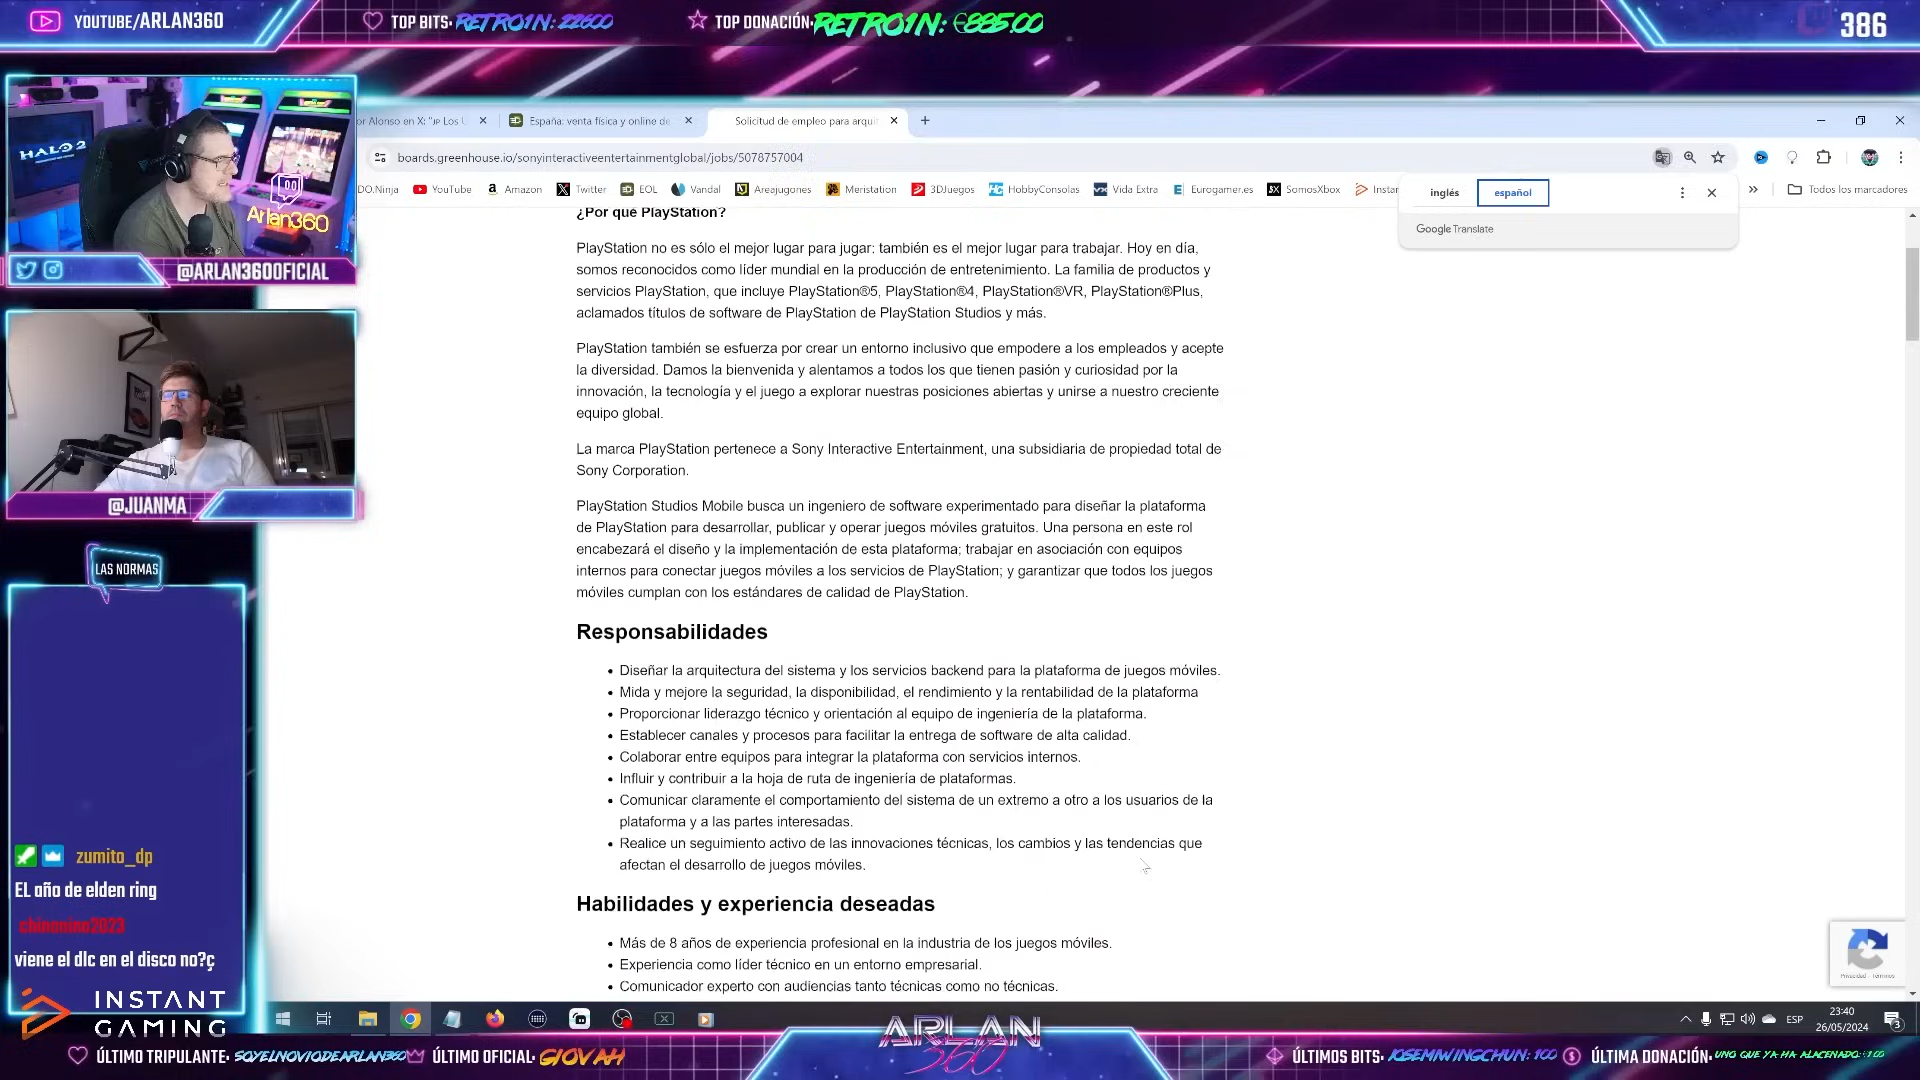 YOUTUBE/ARLAN360
TOP BITS: RETRO1N: 22600
TOP DONACIÓN: RETRO1N: €885.00
386
or Alonso en X: "JP Los U
España: venta física y online de
Solicitud de empleo para arqui
boards.greenhouse.io/sonyinteractiveentertainmentglobal/jobs/5078757004
DO.Ninja
YouTube
Amazon
Twitter
EOL
Vandal
Areajugones
Meristation
3DJuegos
HobbyConsolas
Vida Extra
Eurogamer.es
SomosXbox
Instar
Todos los marcadores
inglés
español
Google Translate
HALO 2
Arlan360
@ARLAN360OFICIAL
@JUANMA
LAS NORMAS
¿Por qué PlayStation?
PlayStation no es sólo el mejor lugar para jugar: también es el mejor lugar para trabajar. Hoy en día,
somos reconocidos como líder mundial en la producción de entretenimiento. La familia de productos y
servicios PlayStation, que incluye PlayStation®5, PlayStation®4, PlayStation®VR, PlayStation®Plus,
aclamados títulos de software de PlayStation de PlayStation Studios y más.
PlayStation también se esfuerza por crear un entorno inclusivo que empodere a los empleados y acepte
la diversidad. Damos la bienvenida y alentamos a todos los que tienen pasión y curiosidad por la
innovación, la tecnología y el juego a explorar nuestras posiciones abiertas y unirse a nuestro creciente
equipo global.
La marca PlayStation pertenece a Sony Interactive Entertainment, una subsidiaria de propiedad total de
Sony Corporation.
PlayStation Studios Mobile busca un ingeniero de software experimentado para diseñar la plataforma
de PlayStation para desarrollar, publicar y operar juegos móviles gratuitos. Una persona en este rol
encabezará el diseño y la implementación de esta plataforma; trabajar en asociación con equipos
internos para conectar juegos móviles a los servicios de PlayStation; y garantizar que todos los juegos
móviles cumplan con los estándares de calidad de PlayStation.
Responsabilidades
Diseñar la arquitectura del sistema y los servicios backend para la plataforma de juegos móviles.
Mida y mejore la seguridad, la disponibilidad, el rendimiento y la rentabilidad de la plataforma
Proporcionar liderazgo técnico y orientación al equipo de ingeniería de la plataforma.
Establecer canales y procesos para facilitar la entrega de software de alta calidad.
Colaborar entre equipos para integrar la plataforma con servicios internos.
Influir y contribuir a la hoja de ruta de ingeniería de plataformas.
Comunicar claramente el comportamiento del sistema de un extremo a otro a los usuarios de la
plataforma y a las partes interesadas.
Realice un seguimiento activo de las innovaciones técnicas, los cambios y las tendencias que
afectan el desarrollo de juegos móviles.
Habilidades y experiencia deseadas
Más de 8 años de experiencia profesional en la industria de los juegos móviles.
Experiencia como líder técnico en un entorno empresarial.
Comunicador experto con audiencias tanto técnicas como no técnicas.
Privacidad - Términos
zumito_dp
EL año de elden ring
chinonino2023
viene el dlc en el disco no?ç
INSTANT
GAMING
ESP
23:40
26/05/2024
3
ARLAN
360
ÚLTIMO TRIPULANTE: SOYELNOVIODEARLAN360
ÚLTIMO OFICIAL: GIOVAH
ÚLTIMOS BITS: JOSEMIWINGCHUN: 100
ÚLTIMA DONACIÓN: